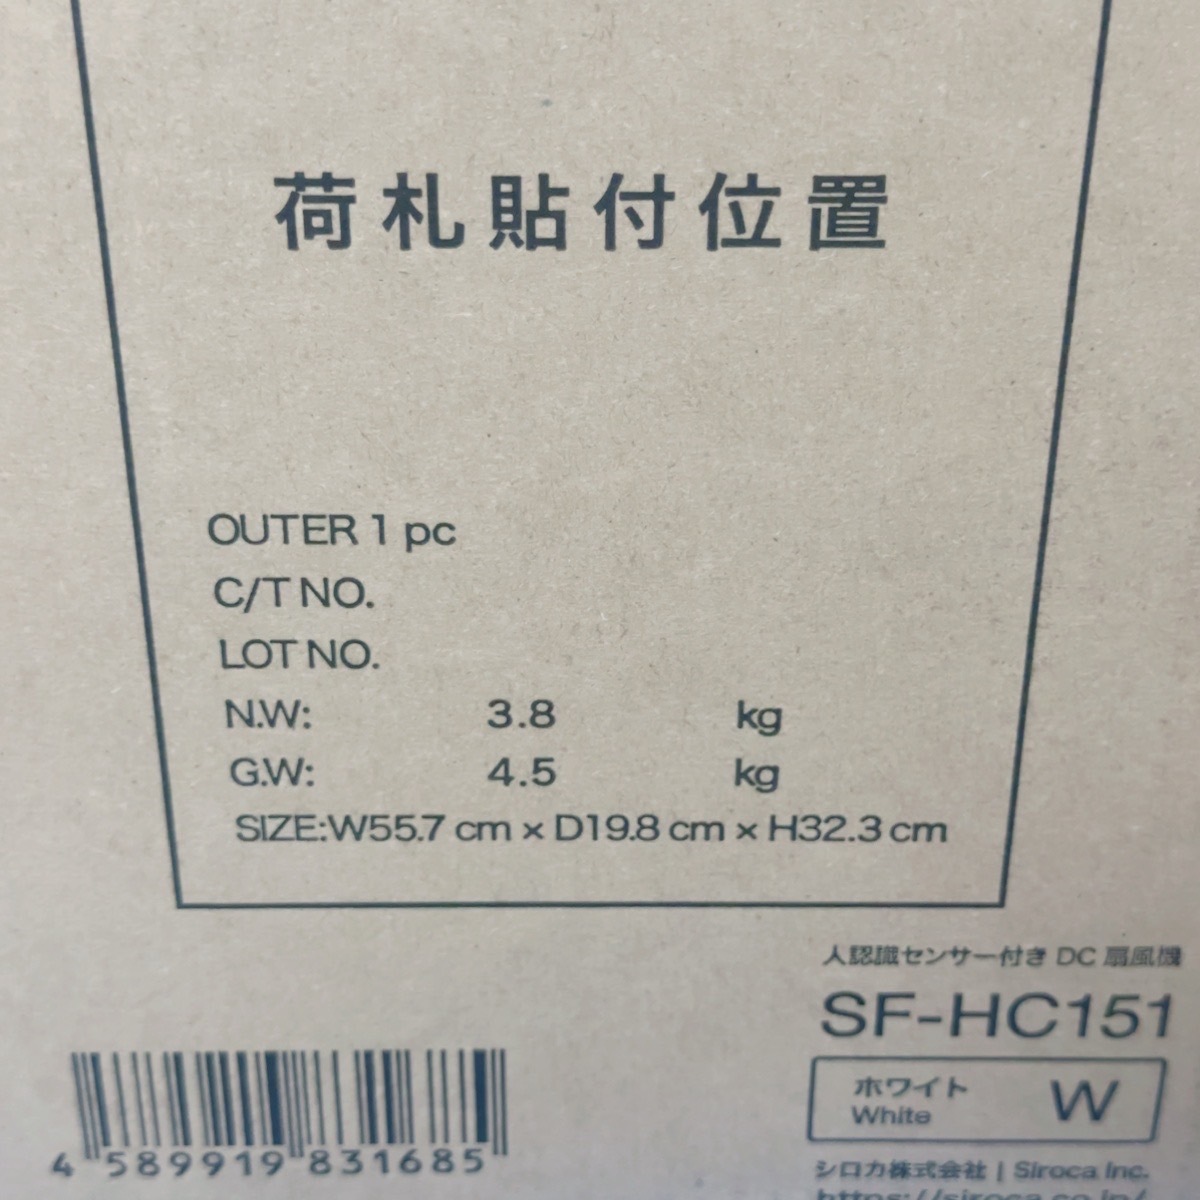 荷札貼付位置
OUTER 1 pc
C/T NO.
LOT NO.
N.W: 3.8 kg
G.W: 4.5 kg
SIZE:W55.7 cm × D19.8 cm × H32.3 cm
人認識センサー付き DC 扇風機
SF-HC151
ホワイト W
White
4 589919 831685
シロカ株式会社 | Siroca Inc.